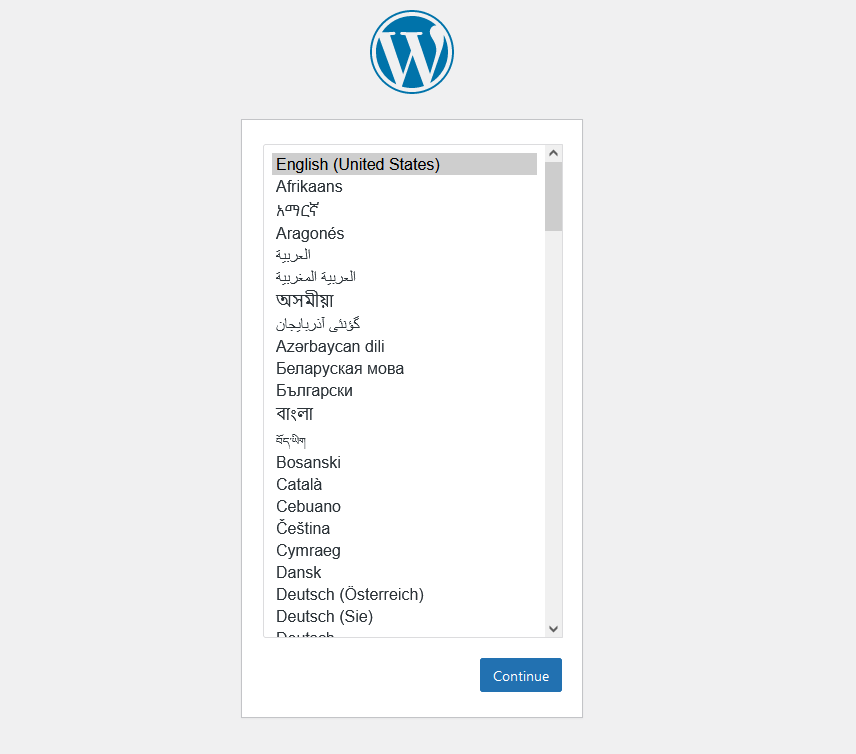 English (United States)
Afrikaans
አማርኛ
Aragonés
العربية
العربية المغربية
অসমীয়া
گؤنئی آذربایجان
Azərbaycan dili
Беларуская мова
Български
বাংলা
བོད་ཡིག
Bosanski
Català
Cebuano
Čeština
Cymraeg
Dansk
Deutsch (Österreich)
Deutsch (Sie)
Deutsch
Continue